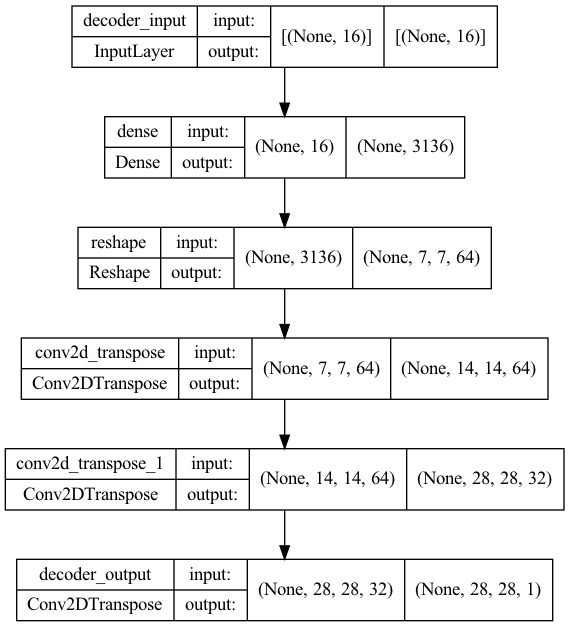 decoder_input input: [(None, 16)] [(None, 16)]
InputLayer output:
dense input: (None, 16) (None, 3136)
Dense output:
reshape input: (None, 3136) (None, 7, 7, 64)
Reshape output:
conv2d_transpose input: (None, 7, 7, 64) (None, 14, 14, 64)
Conv2DTranspose output:
conv2d_transpose_1 input: (None, 14, 14, 64) (None, 28, 28, 32)
Conv2DTranspose output:
decoder_output input: (None, 28, 28, 32) (None, 28, 28, 1)
Conv2DTranspose output: